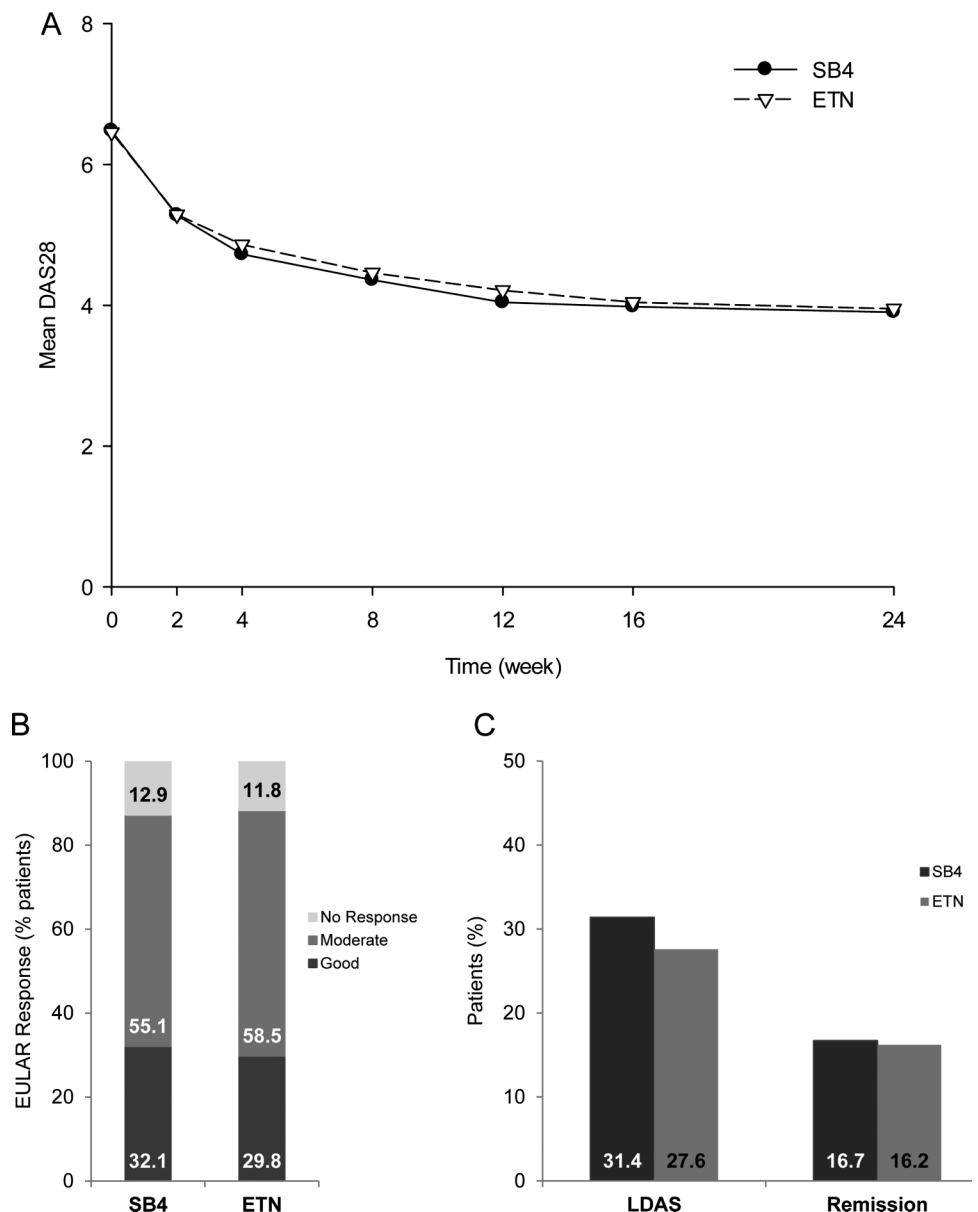 A
8
SB4
ETN
6
4
2
0
Mean DAS28
0 2 4 8 12 16 24
Time (week)
B
100
80
60
40
20
0
EULAR Response (% patients)
12.9 11.8
55.1 58.5
32.1 29.8
SB4 ETN
No Response
Moderate
Good
C
50
40
30
20
10
0
Patients (%)
SB4
ETN
31.4 27.6 16.7 16.2
LDAS Remission